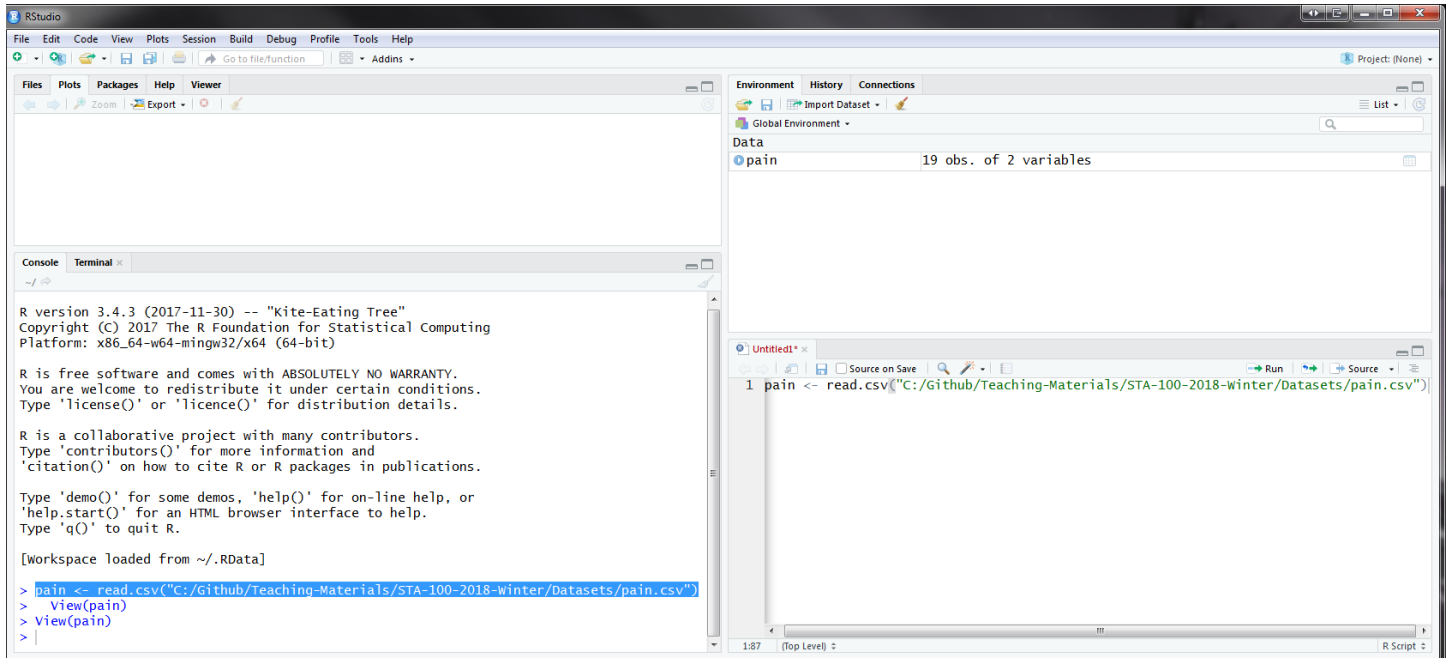 RStudio
File Edit Code View Plots Session Build Debug Profile Tools Help
Go to file/function Addins Project: (None)
Files Plots Packages Help Viewer
Zoom Export
Console Terminal
~/
R version 3.4.3 (2017-11-30) -- "Kite-Eating Tree"
Copyright (C) 2017 The R Foundation for Statistical Computing
Platform: x86_64-w64-mingw32/x64 (64-bit)
R is free software and comes with ABSOLUTELY NO WARRANTY.
You are welcome to redistribute it under certain conditions.
Type 'license()' or 'licence()' for distribution details.
R is a collaborative project with many contributors.
Type 'contributors()' for more information and
'citation()' on how to cite R or R packages in publications.
Type 'demo()' for some demos, 'help()' for on-line help, or
'help.start()' for an HTML browser interface to help.
Type 'q()' to quit R.
[Workspace loaded from ~/.RData]
> pain <- read.csv("C:/Github/Teaching-Materials/STA-100-2018-Winter/Datasets/pain.csv")
>   View(pain)
> View(pain)
>
Environment History Connections
Import Dataset List
Global Environment
Data
pain 19 obs. of 2 variables
Untitled1*
Source on Save Run Source
1 pain <- read.csv("C:/Github/Teaching-Materials/STA-100-2018-Winter/Datasets/pain.csv")
1:87 (Top Level) R Script